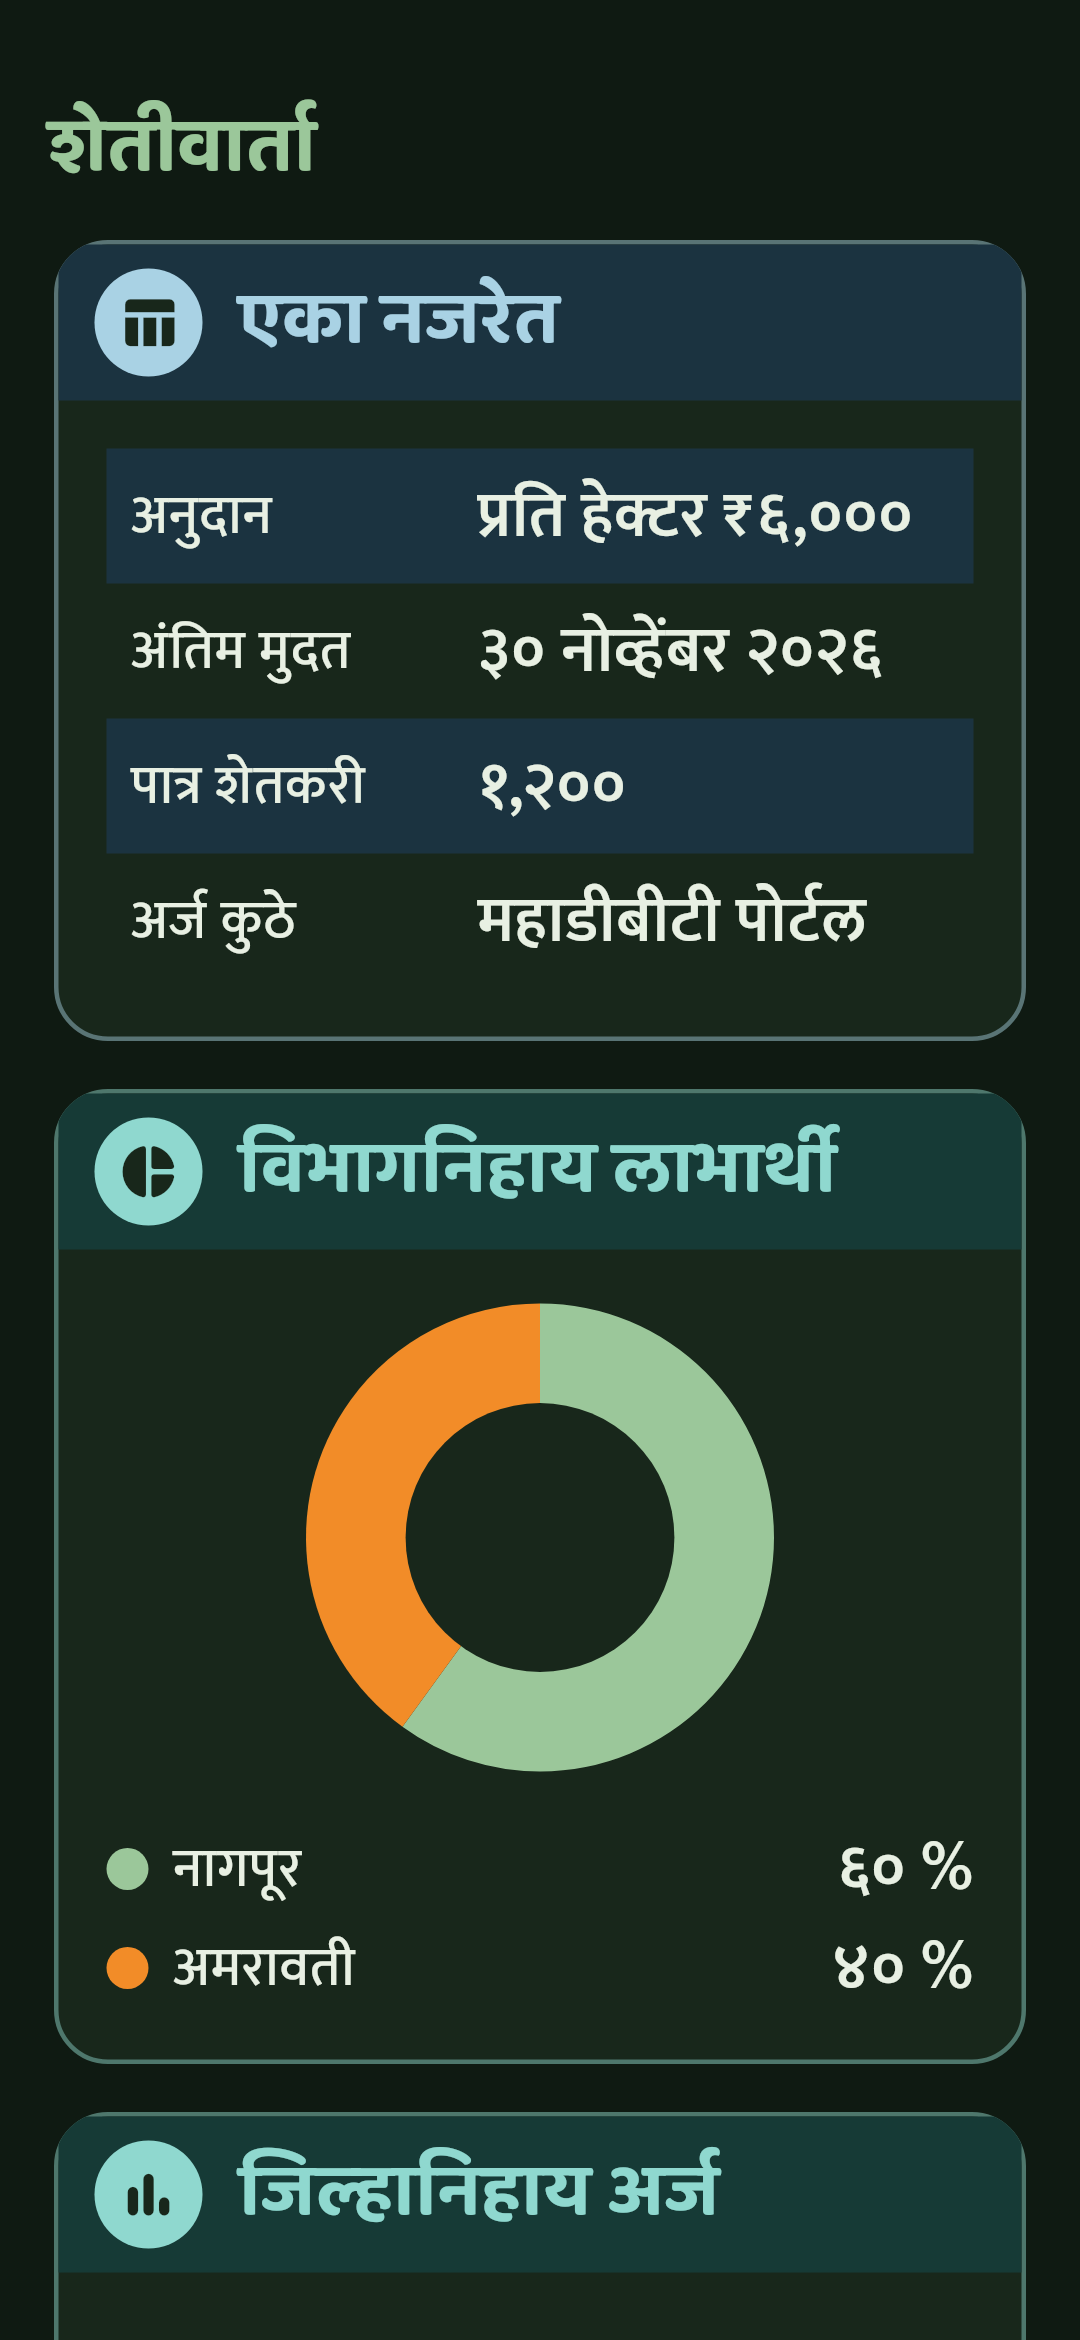 शेतीवार्ता
एका नजरेत
अनुदान प्रति हेक्टर ₹६,०००
अंतिम मुदत ३० नोव्हेंबर २०२६
पात्र शेतकरी १,२००
अर्ज कुठे महाडीबीटी पोर्टल
विभागनिहाय लाभार्थी
नागपूर ६० %
अमरावती ४० %
जिल्हानिहाय अर्ज